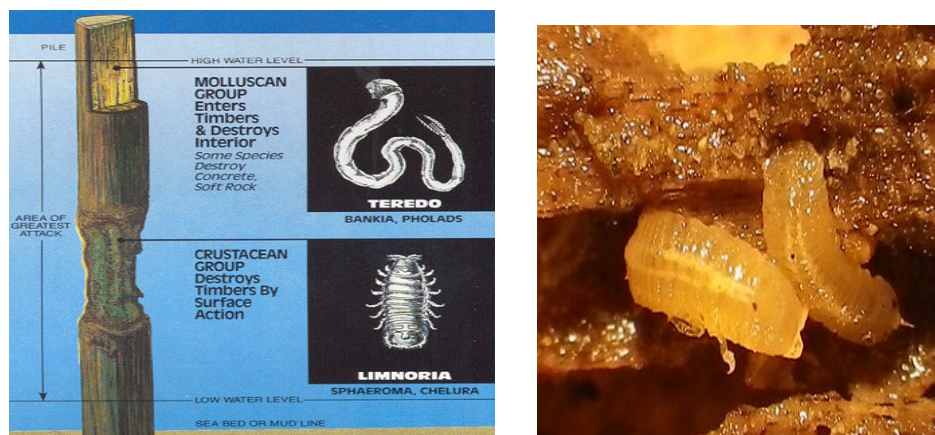 PILE
HIGH WATER LEVEL
MOLLUSCAN
GROUP
Enters
Timbers
& Destroys
Interior
Some Species
Destroy
Concrete,
Soft Rock
TEREDO
BANKIA, PHOLADS
AREA OF
GREATEST
ATTACK
CRUSTACEAN
GROUP
Destroys
Timbers By
Surface
Action
LIMNORIA
SPHAEROMA, CHELURA
LOW WATER LEVEL
SEA BED OR MUD LINE